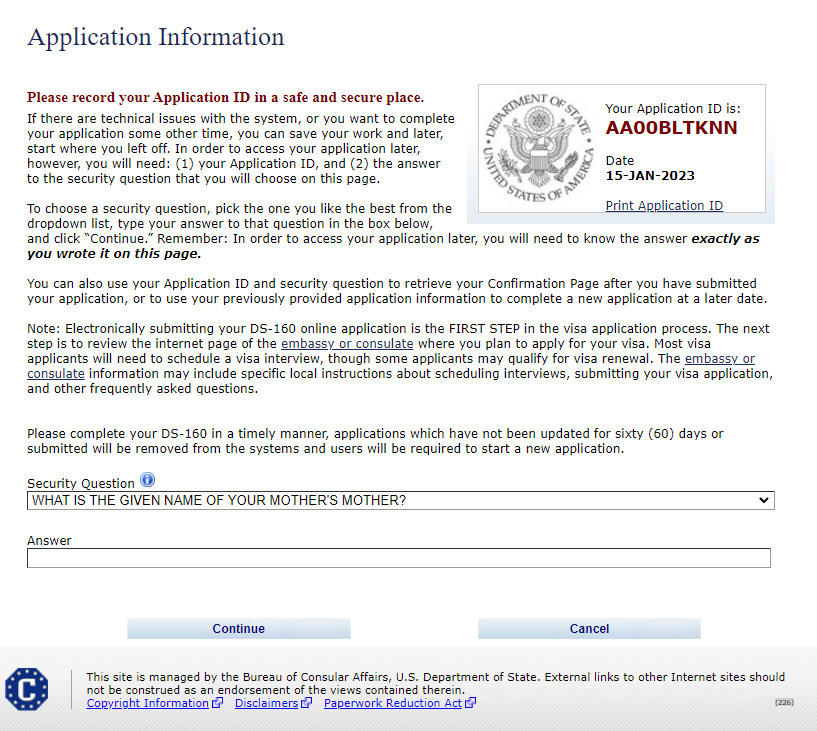 Application Information
Please record your Application ID in a safe and secure place.
If there are technical issues with the system, or you want to complete
your application some other time, you can save your work and later,
start where you left off. In order to access your application later,
however, you will need: (1) your Application ID, and (2) the answer
to the security question that you will choose on this page.
DEPARTMENT OF STATE
UNITED STATES OF AMERICA
Your Application ID is:
AA00BLTKNN
Date
15-JAN-2023
Print Application ID
To choose a security question, pick the one you like the best from the
dropdown list, type your answer to that question in the box below,
and click “Continue.” Remember: In order to access your application later, you will need to know the answer exactly as
you wrote it on this page.
You can also use your Application ID and security question to retrieve your Confirmation Page after you have submitted
your application, or to use your previously provided application information to complete a new application at a later date.
Note: Electronically submitting your DS-160 online application is the FIRST STEP in the visa application process. The next
step is to review the internet page of the embassy or consulate where you plan to apply for your visa. Most visa
applicants will need to schedule a visa interview, though some applicants may qualify for visa renewal. The embassy or
consulate information may include specific local instructions about scheduling interviews, submitting your visa application,
and other frequently asked questions.
Please complete your DS-160 in a timely manner, applications which have not been updated for sixty (60) days or
submitted will be removed from the systems and users will be required to start a new application.
Security Question
WHAT IS THE GIVEN NAME OF YOUR MOTHER'S MOTHER?
Answer
Continue Cancel
C
This site is managed by the Bureau of Consular Affairs, U.S. Department of State. External links to other Internet sites should
not be construed as an endorsement of the views contained therein.
Copyright Information Disclaimers Paperwork Reduction Act
(226)